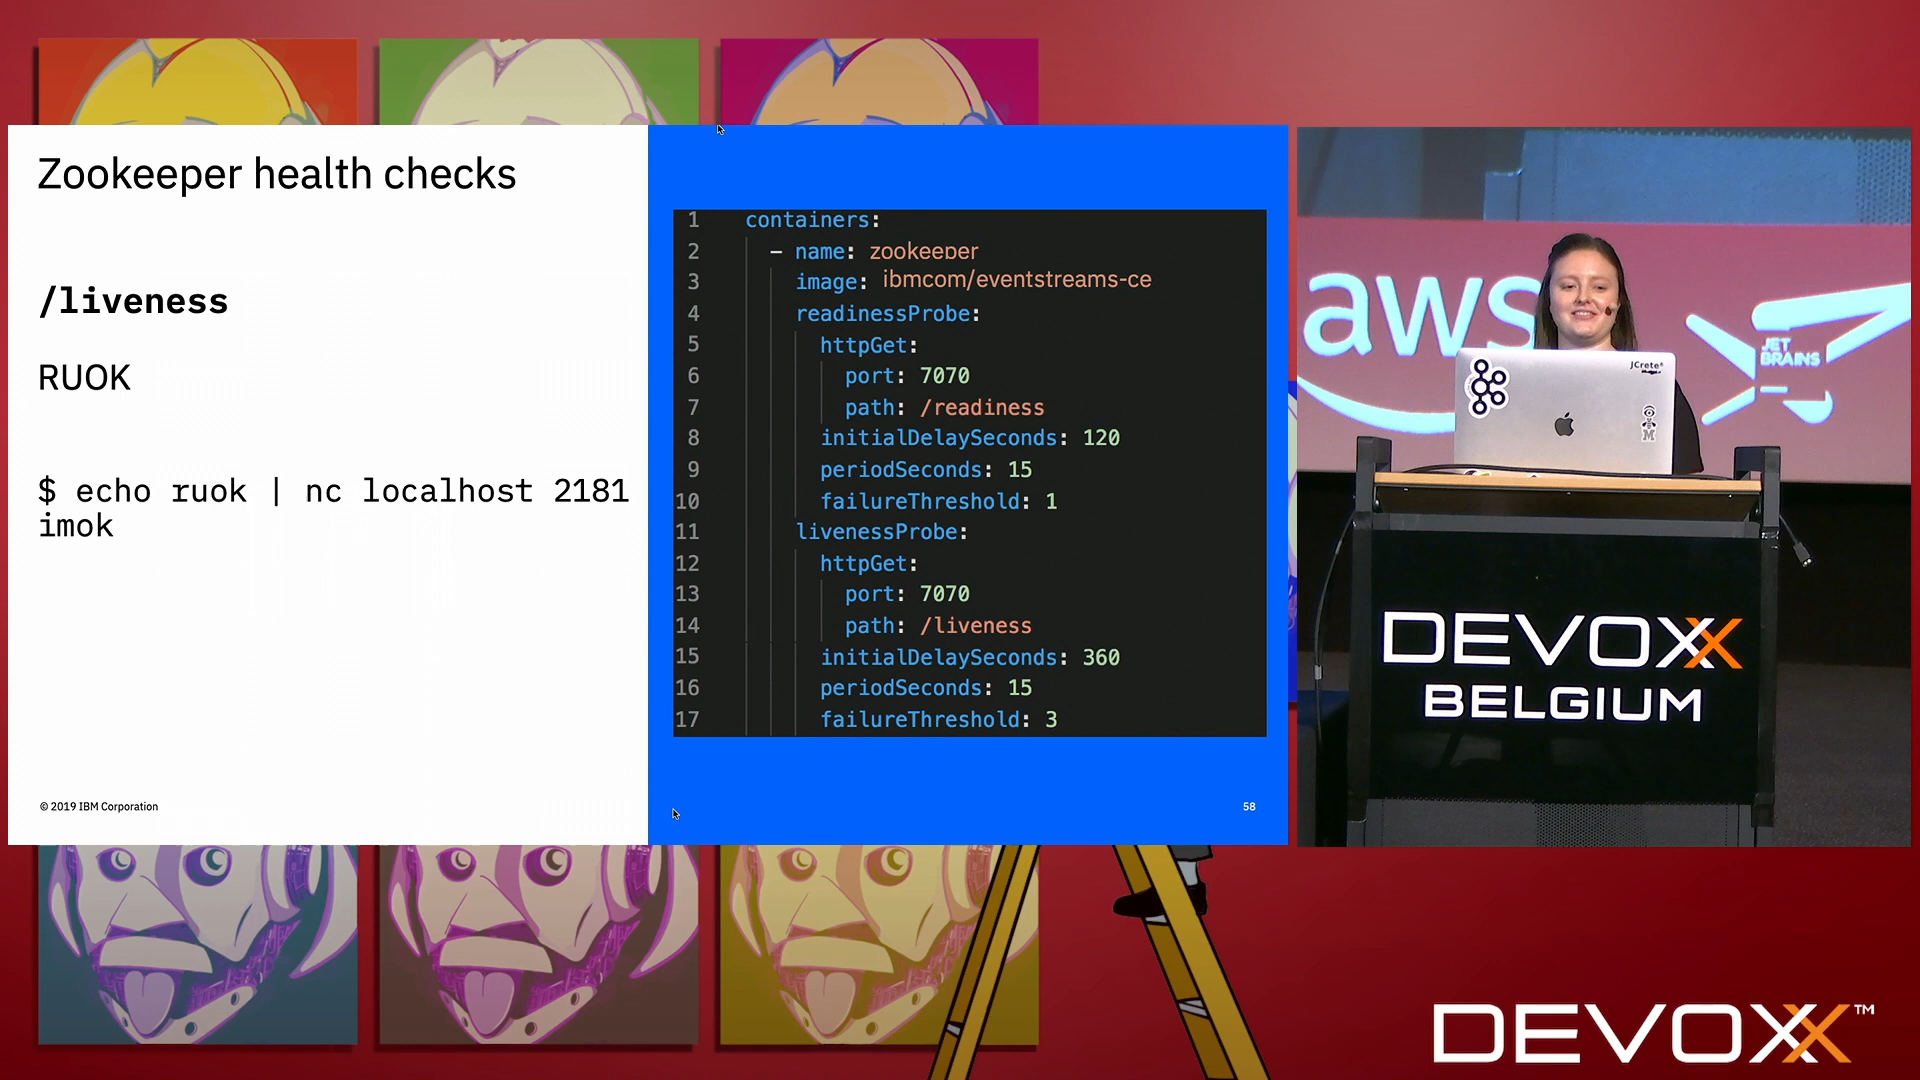 Zookeeper health checks
/liveness
RUOK
$ echo ruok | nc localhost 2181
imok
© 2019 IBM Corporation
1 containers:
2 - name: zookeeper
3 image: ibmcom/eventstreams-ce
4 readinessProbe:
5 httpGet:
6 port: 7070
7 path: /readiness
8 initialDelaySeconds: 120
9 periodSeconds: 15
10 failureThreshold: 1
11 livenessProbe:
12 httpGet:
13 port: 7070
14 path: /liveness
15 initialDelaySeconds: 360
16 periodSeconds: 15
17 failureThreshold: 3
58
aws
JET
BRAINS
JCrete
M
DEVOXX
BELGIUM
DEVOXX™